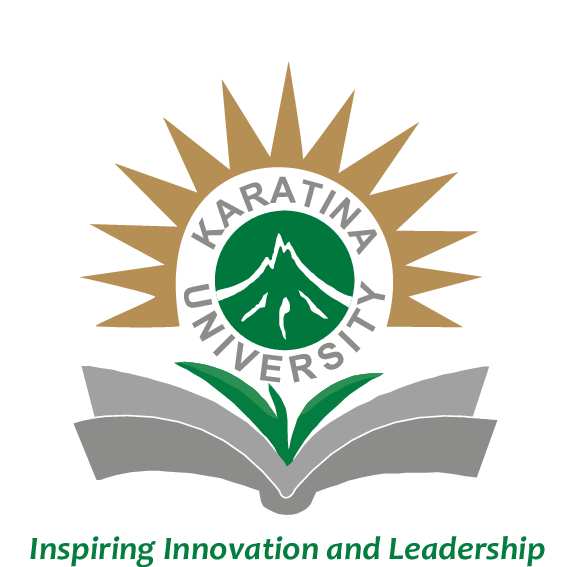 KARATINA
UNIVERSITY
Inspiring Innovation and Leadership